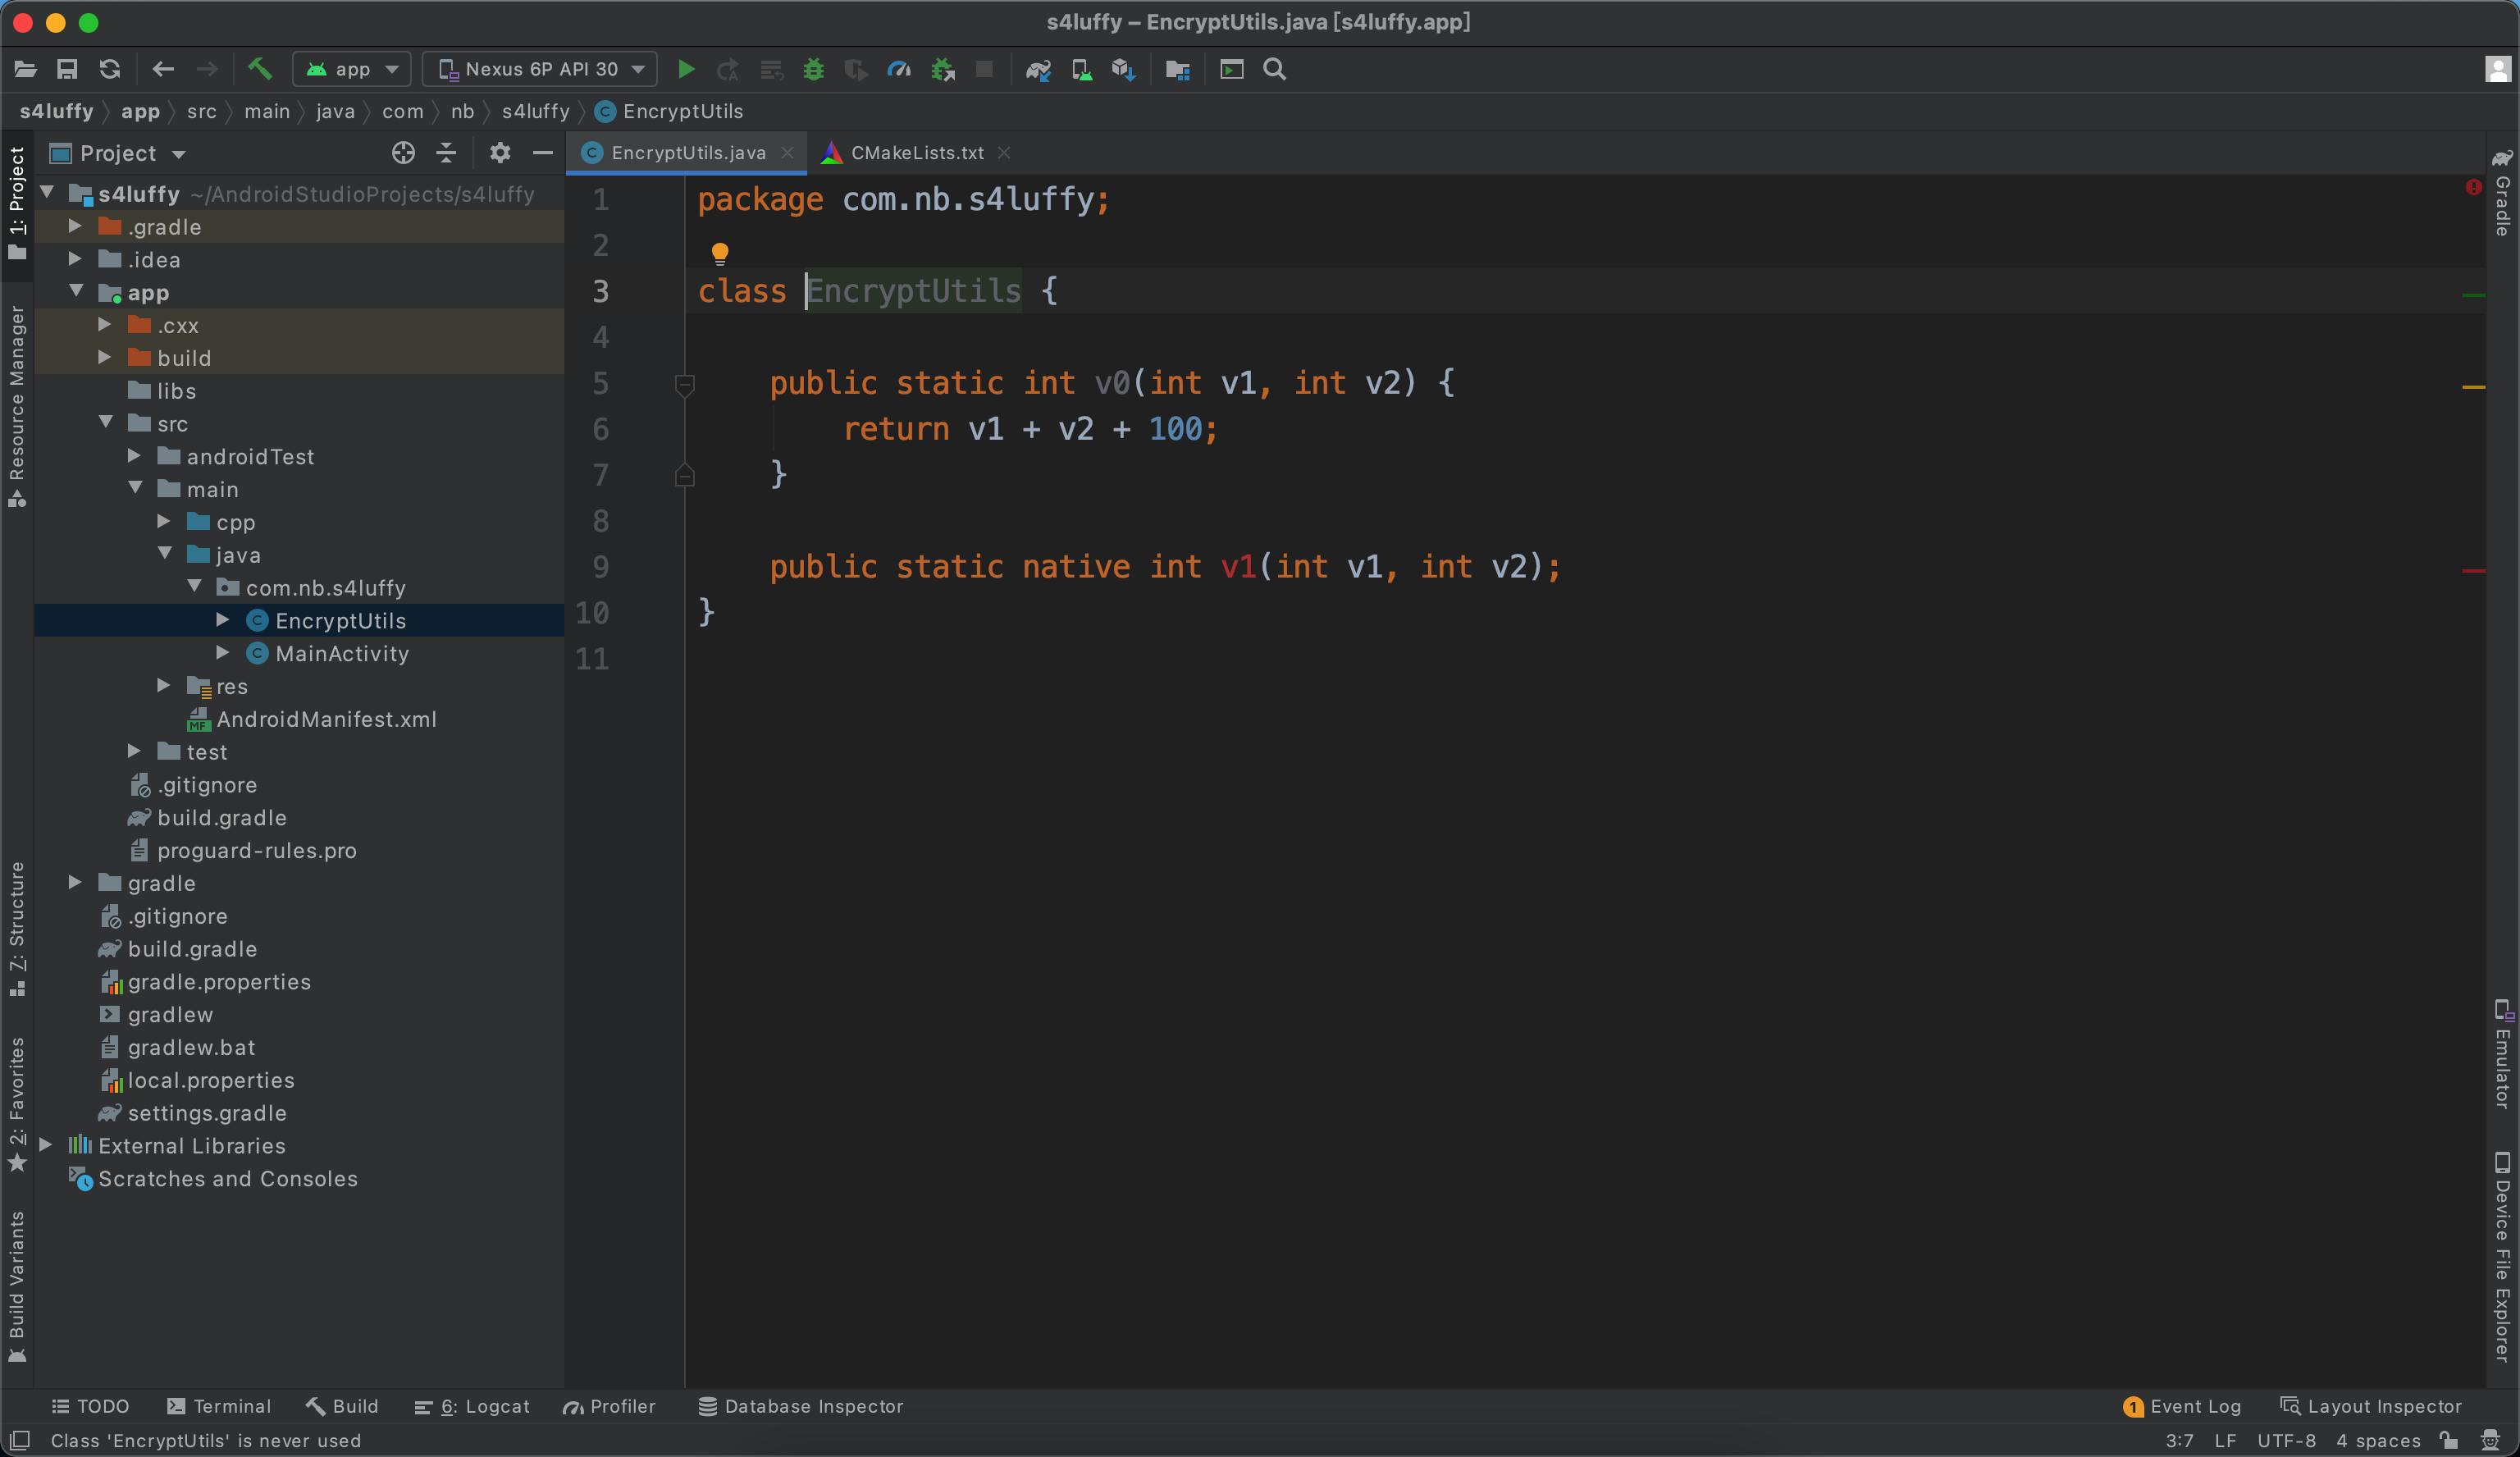 s4luffy – EncryptUtils.java [s4luffy.app]
app
Nexus 6P API 30
s4luffy app src main java com nb s4luffy EncryptUtils
Project
EncryptUtils.java
CMakeLists.txt
1: Project
Resource Manager
Z: Structure
2: Favorites
Build Variants
s4luffy ~/AndroidStudioProjects/s4luffy
.gradle
.idea
app
.cxx
build
libs
src
androidTest
main
cpp
java
com.nb.s4luffy
EncryptUtils
MainActivity
res
AndroidManifest.xml
test
.gitignore
build.gradle
proguard-rules.pro
gradle
.gitignore
build.gradle
gradle.properties
gradlew
gradlew.bat
local.properties
settings.gradle
External Libraries
Scratches and Consoles
1 package com.nb.s4luffy;
2
3 class EncryptUtils {
4
5 public static int v0(int v1, int v2) {
6 return v1 + v2 + 100;
7 }
8
9 public static native int v1(int v1, int v2);
10 }
11
Gradle
Emulator
Device File Explorer
TODO Terminal Build 6: Logcat Profiler Database Inspector 1 Event Log Layout Inspector
Class 'EncryptUtils' is never used 3:7 LF UTF-8 4 spaces